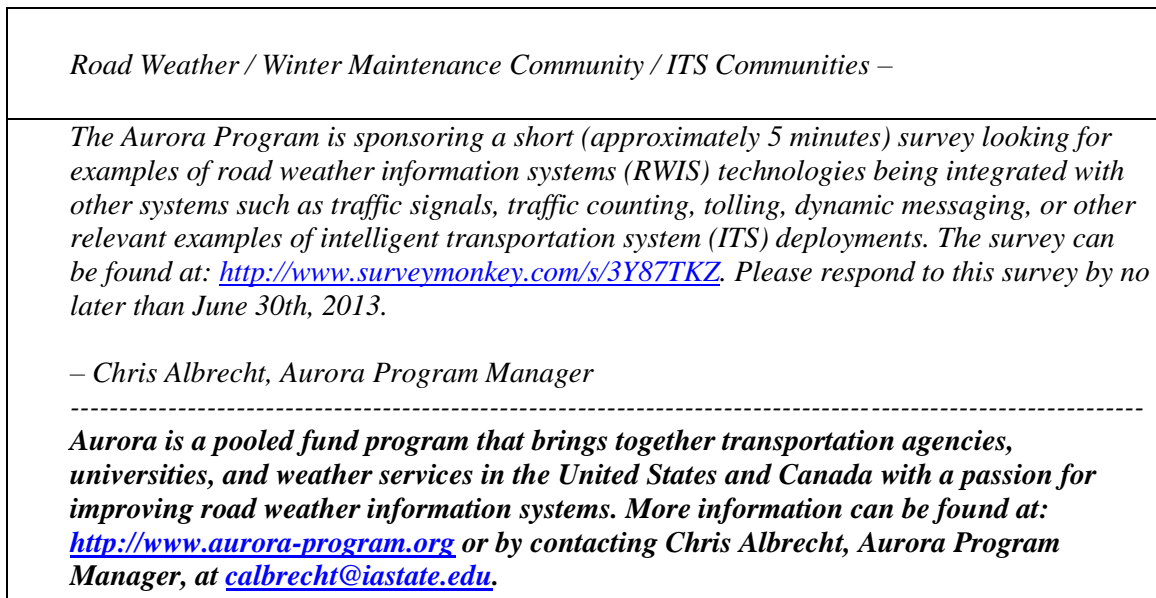 Road Weather / Winter Maintenance Community / ITS Communities –
The Aurora Program is sponsoring a short (approximately 5 minutes) survey looking for
examples of road weather information systems (RWIS) technologies being integrated with
other systems such as traffic signals, traffic counting, tolling, dynamic messaging, or other
relevant examples of intelligent transportation system (ITS) deployments. The survey can
be found at: http://www.surveymonkey.com/s/3Y87TKZ. Please respond to this survey by no
later than June 30th, 2013.
– Chris Albrecht, Aurora Program Manager
--------------------------------------------------------------------------------------------------------------
Aurora is a pooled fund program that brings together transportation agencies,
universities, and weather services in the United States and Canada with a passion for
improving road weather information systems. More information can be found at:
http://www.aurora-program.org or by contacting Chris Albrecht, Aurora Program
Manager, at calbrecht@iastate.edu.